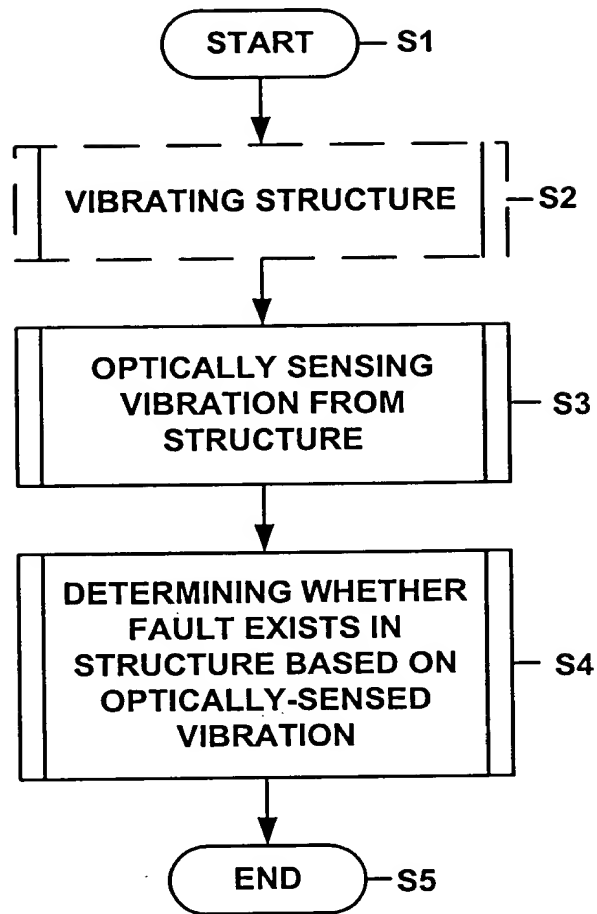 START
S1
VIBRATING STRUCTURE
S2
OPTICALLY SENSING
VIBRATION FROM
STRUCTURE
S3
DETERMINING WHETHER
FAULT EXISTS IN
STRUCTURE BASED ON
OPTICALLY-SENSED
VIBRATION
S4
END
S5